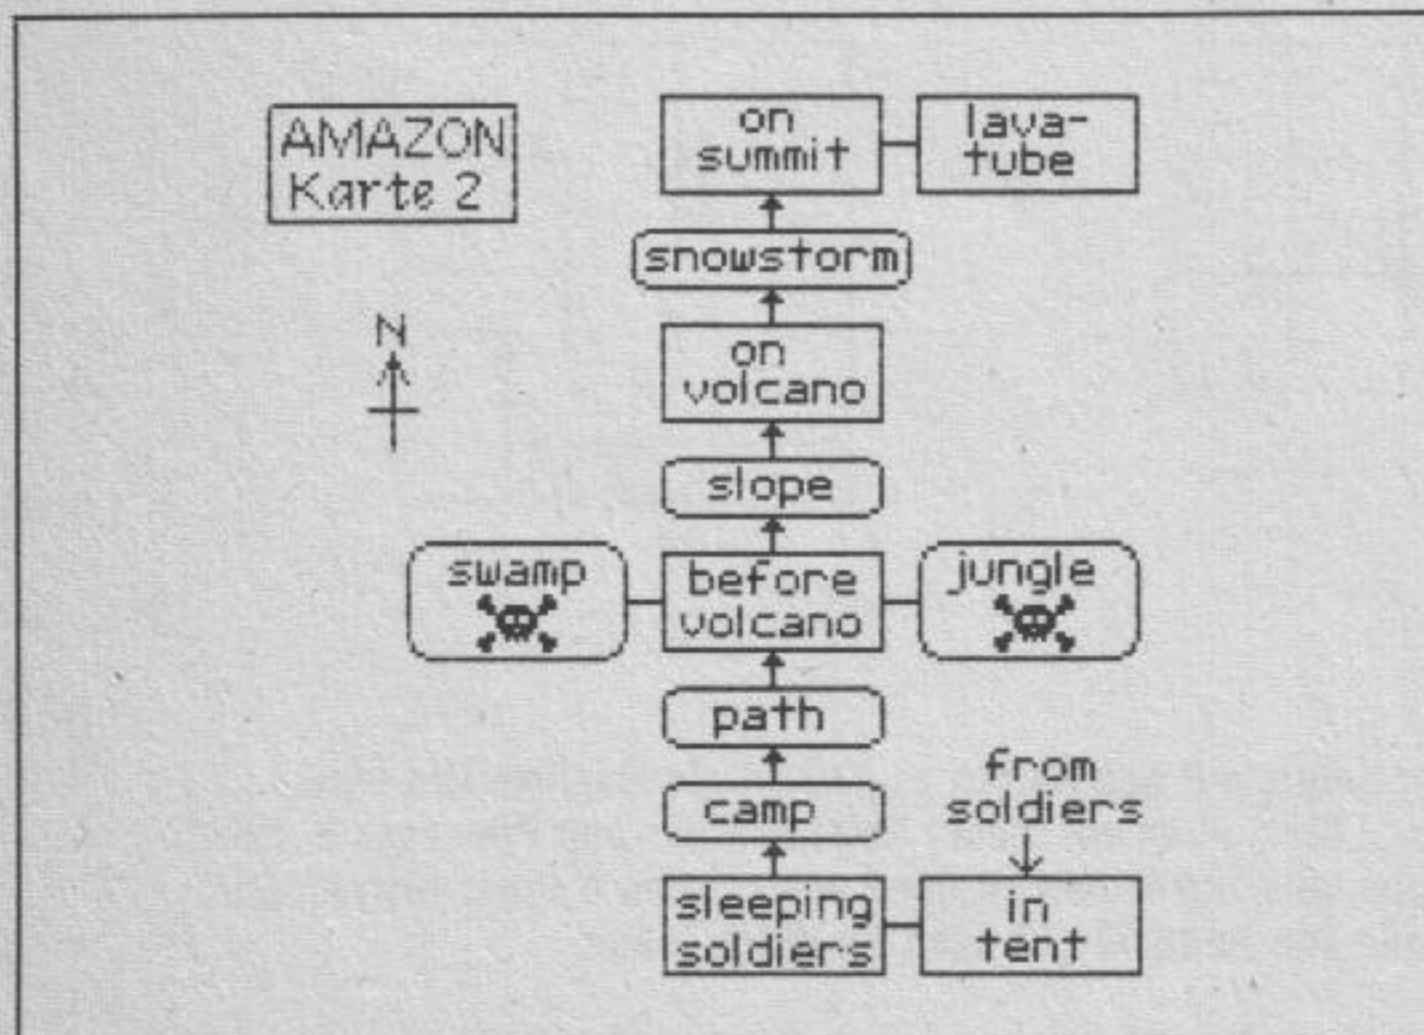 AMAZON
Karte 2
N
on
summit
lava-
tube
snowstorm
on
volcano
slope
swamp
before
volcano
jungle
path
camp
from
soldiers
sleeping
soldiers
in
tent